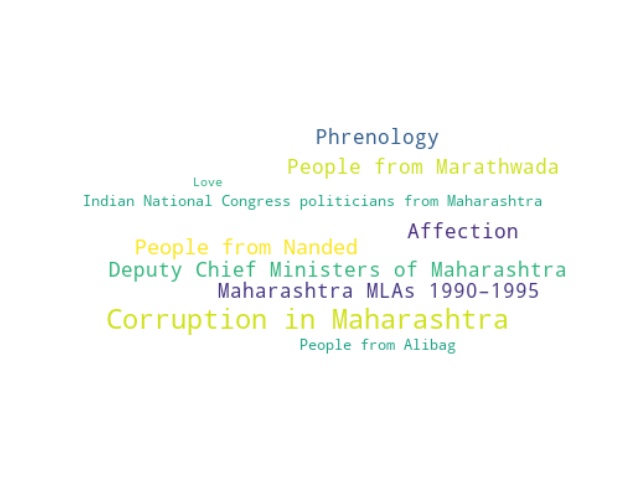 Phrenology
People from Marathwada
Love
Indian National Congress politicians from Maharashtra
Affection
People from Nanded
Deputy Chief Ministers of Maharashtra
Maharashtra MLAs 1990–1995
Corruption in Maharashtra
People from Alibag